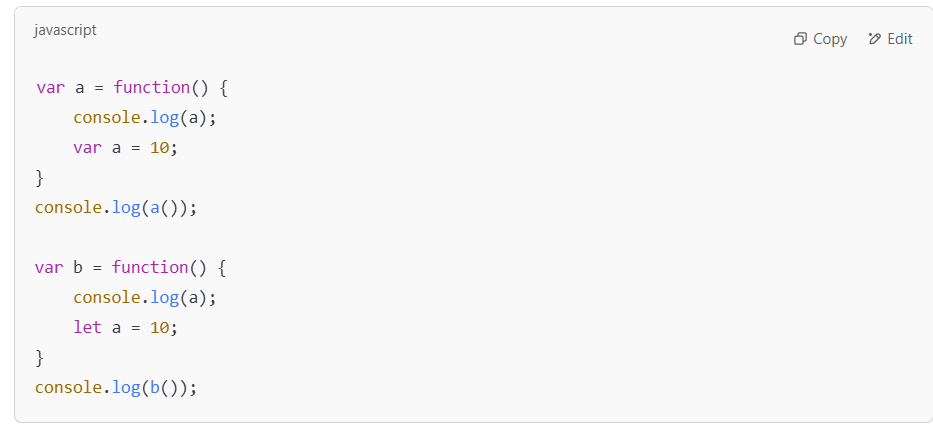 javascript
Copy Edit
var a = function() {
    console.log(a);
    var a = 10;
}
console.log(a());

var b = function() {
    console.log(a);
    let a = 10;
}
console.log(b());